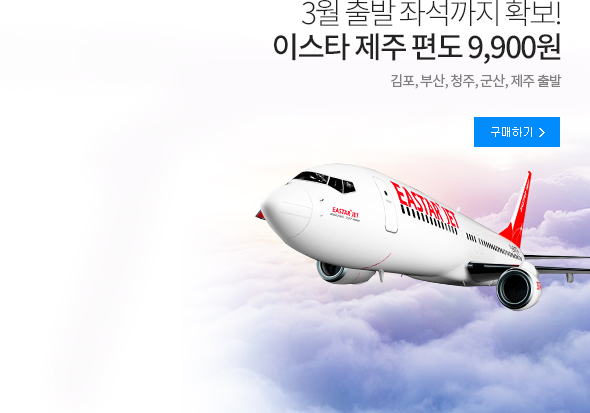 3월 출발 좌석까지 확보!
이스타 제주 편도 9,900원
김포, 부산, 청주, 군산, 제주 출발
구매하기 >
EASTAR JET
EASTAR JET